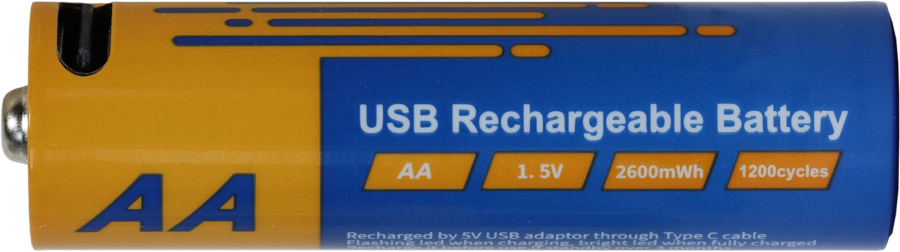 USB Rechargeable Battery
AA
1.5V
2600mWh
1200cycles
AA
Recharged by 5V USB adaptor through Type C cable
Flashing led when charging, bright led when fully charged